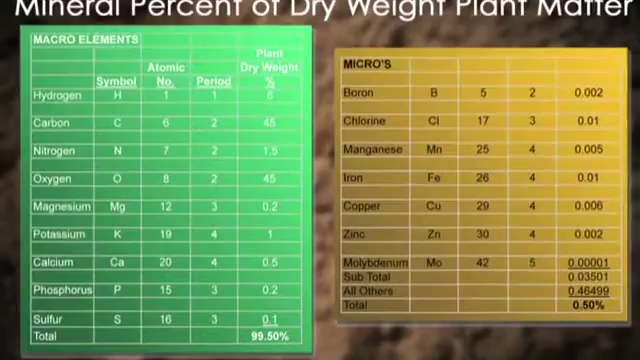 Mineral Percent of Dry Weight Plant Matter
MACRO ELEMENTS
Symbol Atomic No. Period Plant Dry Weight %
Hydrogen H 1 1 8
Carbon C 6 2 45
Nitrogen N 7 2 1.5
Oxygen O 8 2 45
Magnesium Mg 12 3 0.2
Potassium K 19 4 1
Calcium Ca 20 4 0.5
Phosphorus P 15 3 0.2
Sulfur S 16 3 0.1
Total 99.50%
MICRO'S
Boron B 5 2 0.002
Chlorine Cl 17 3 0.01
Manganese Mn 25 4 0.005
Iron Fe 26 4 0.01
Copper Cu 29 4 0.006
Zinc Zn 30 4 0.002
Molybdenum Mo 42 5 0.00001
Sub Total 0.03501
All Others 0.46499
Total 0.50%